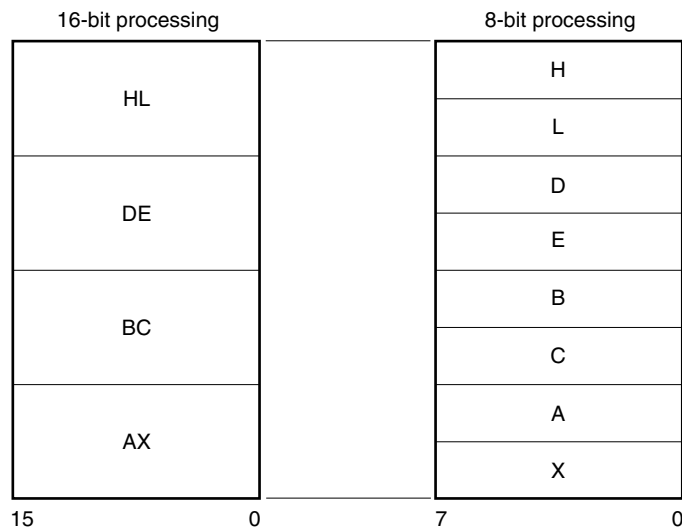 16-bit processing
8-bit processing
HL
H
L
DE
D
E
BC
B
C
AX
A
X
15 0 7 0